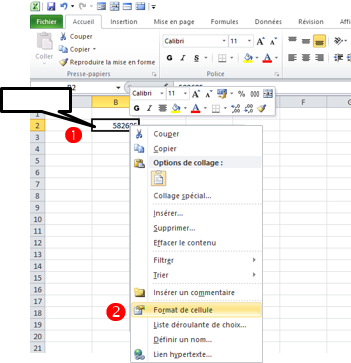 Fichier Accueil Insertion Mise en page Formules Données Révision Affi
Couper
Copier
Reproduire la mise en forme
Coller
Calibri 11
G I S
Presse-papiers Police
B2
Calibri 11
G I S
A B F G
1
2 582695
3
4
5
6
7
8
9
10
11
12
13
14
15
16
17
18
19
20
21
1
Couper
Copier
Options de collage :
Collage spécial...
Insérer...
Supprimer...
Effacer le contenu
Filtrer
Trier
Insérer un commentaire
2
Format de cellule
Liste déroulante de choix...
Définir un nom...
Lien hypertexte...